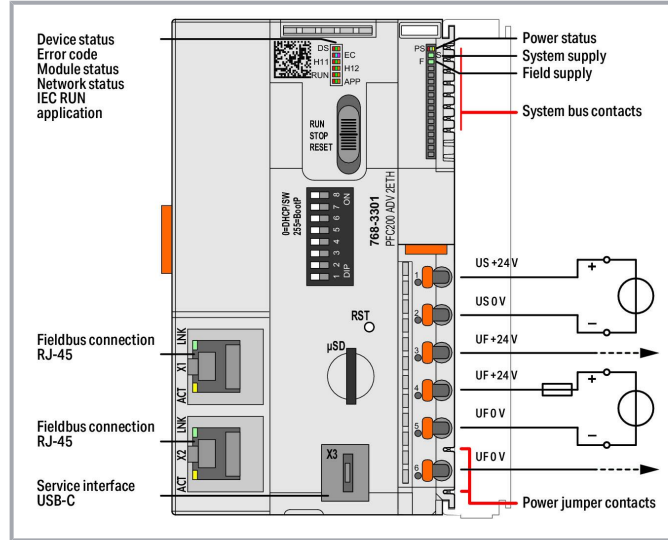 Device status
Error code
Module status
Network status
IEC RUN
application
DS
EC
H11
H12
RUN
APP
PS
S
F
Power status
System supply
Field supply
System bus contacts
RUN
STOP
RESET
0=DHCP/SW
255=BootP
1 2 3 4 5 6 7 8
DIP
ON
768-3301
PFC200 ADV 2ETH
RST
µSD
1
US +24 V
+
2
US 0 V
–
3
UF +24 V
4
UF +24 V
+
5
UF 0 V
–
6
UF 0 V
Power jumper contacts
Fieldbus connection
RJ-45
LNK
X1
ACT
Fieldbus connection
RJ-45
LNK
X2
ACT
Service interface
USB-C
X3